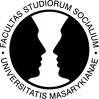 FACULTAS STUDIORUM SOCIALIUM
UNIVERSITATIS MASARYKIANAE